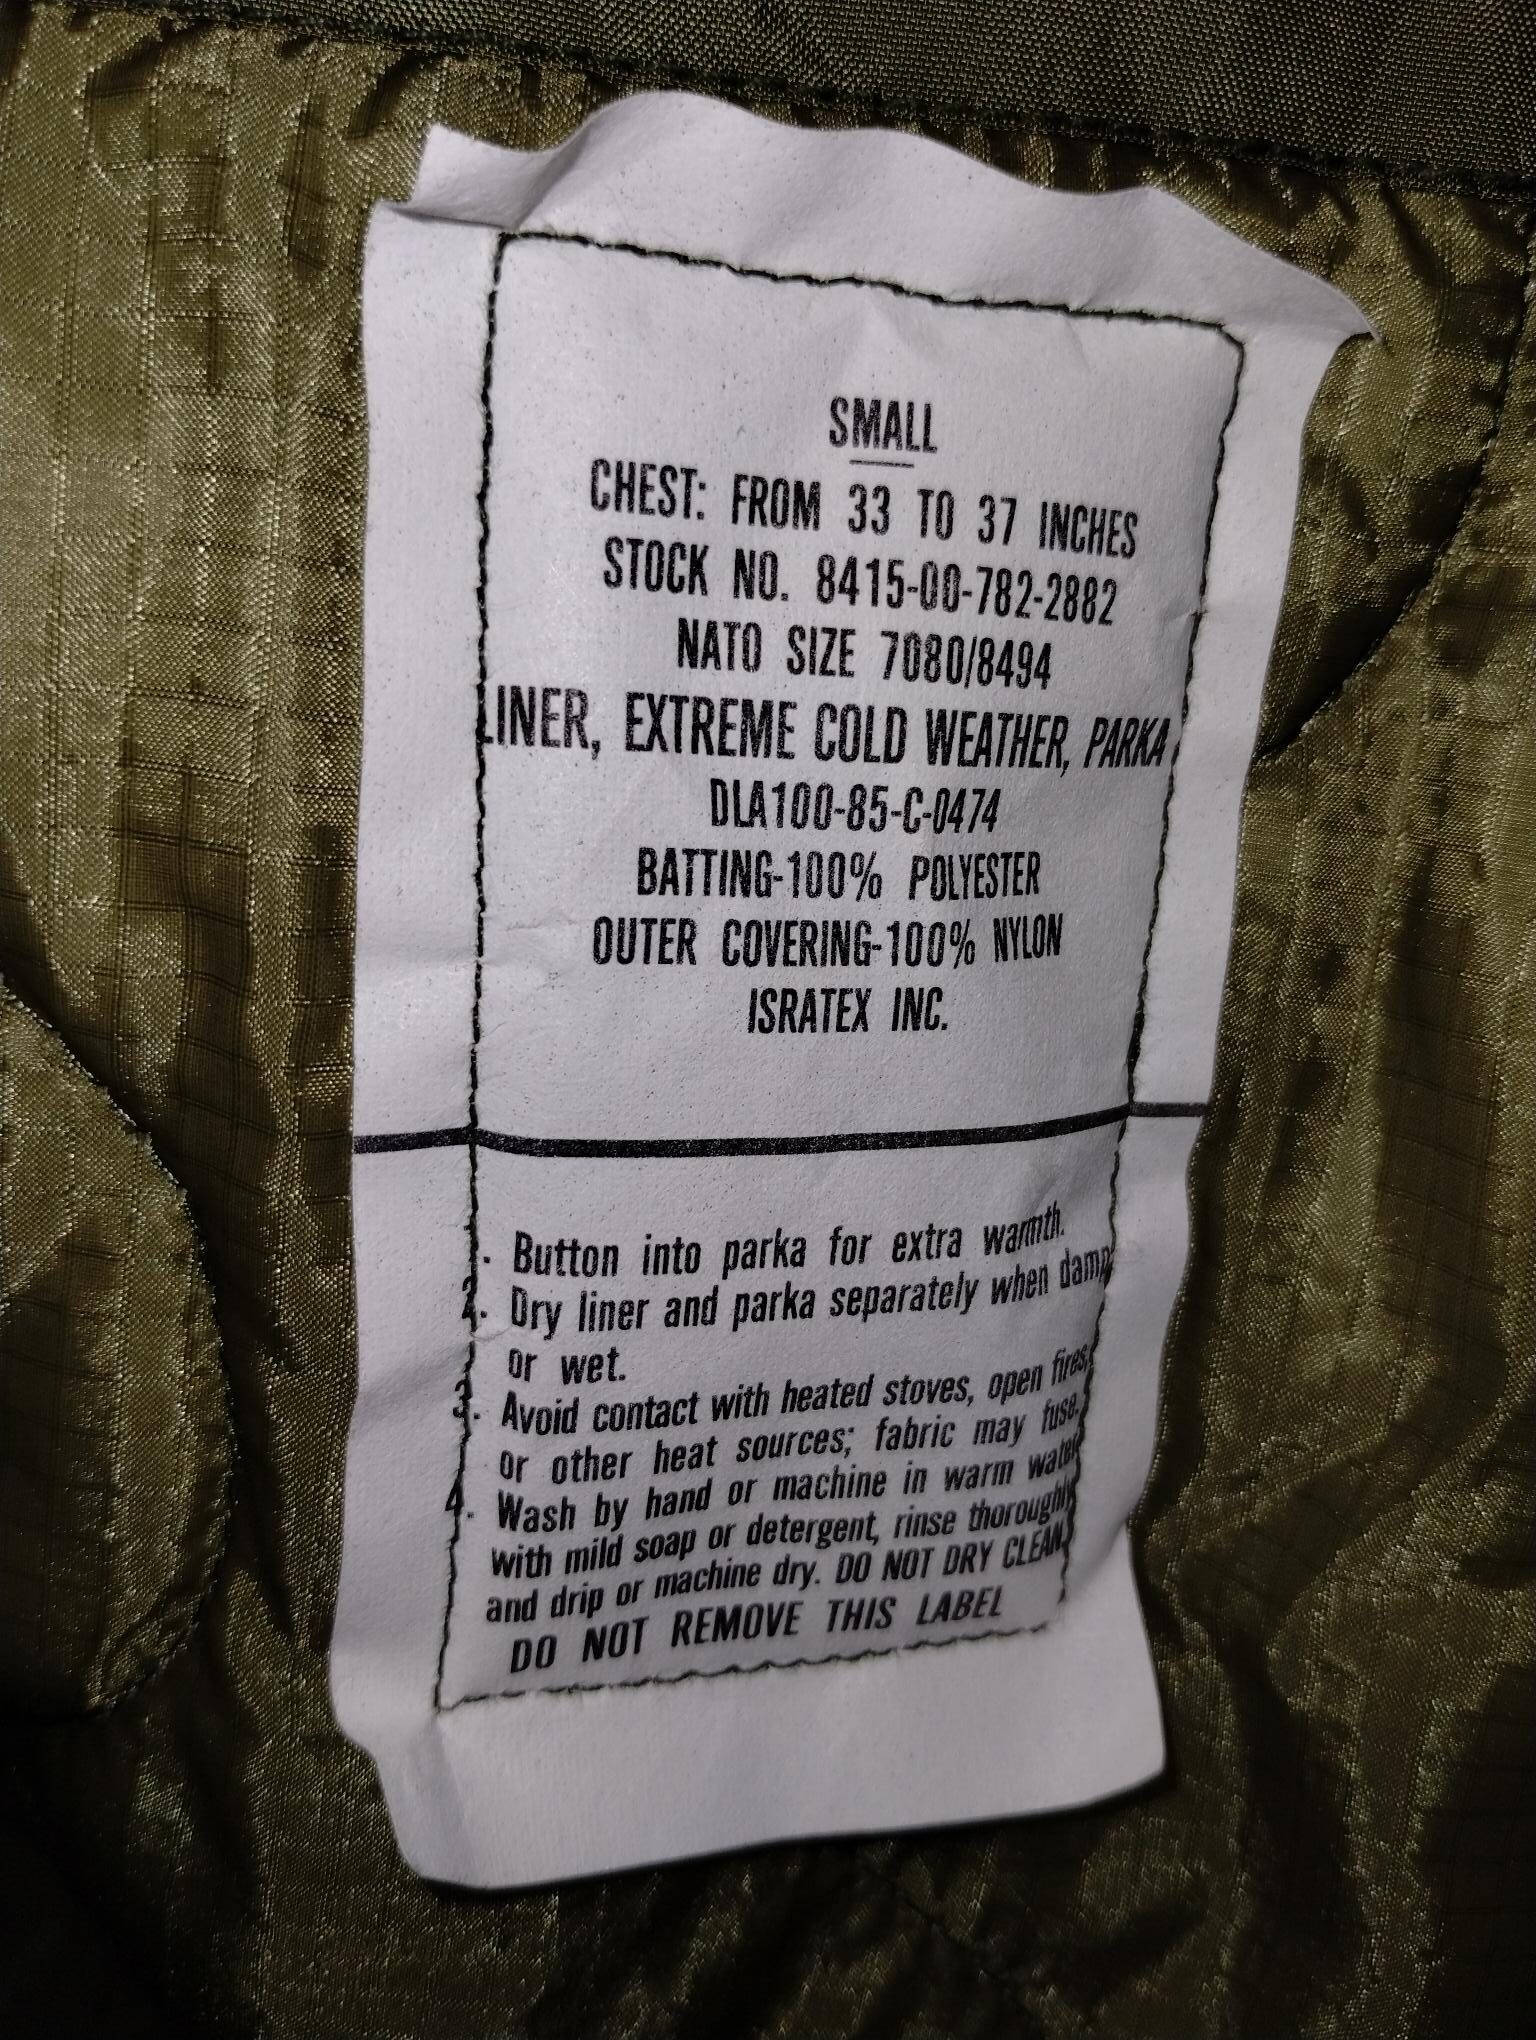 SMALL
CHEST: FROM 33 TO 37 INCHES
STOCK NO. 8415-00-782-2882
NATO SIZE 7080/8494
LINER, EXTREME COLD WEATHER, PARKA
DLA100-85-C-0474
BATTING-100% POLYESTER
OUTER COVERING-100% NYLON
ISRATEX INC.
. Button into parka for extra warmth.
2. Dry liner and parka separately when damp
or wet.
3. Avoid contact with heated stoves, open fires,
or other heat sources; fabric may fuse.
4. Wash by hand or machine in warm water
with mild soap or detergent, rinse thoroughly
and drip or machine dry. DO NOT DRY CLEAN.
DO NOT REMOVE THIS LABEL